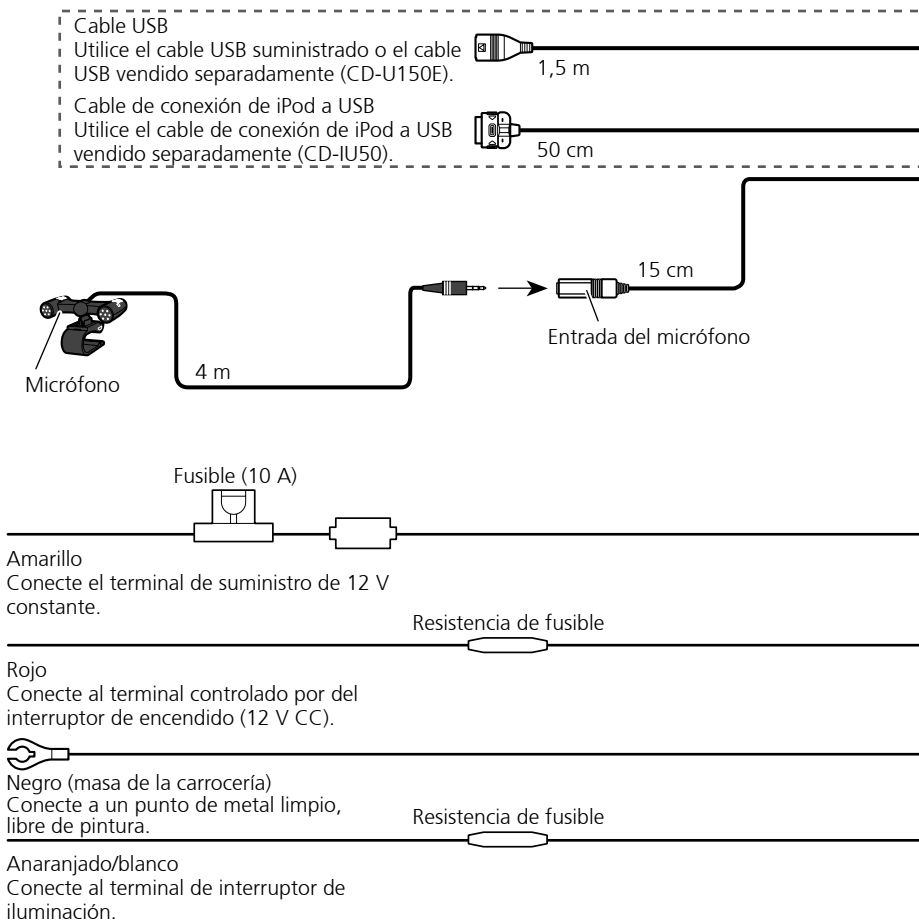 Cable USB
Utilice el cable USB suministrado o el cable
USB vendido separadamente (CD-U150E).
1,5 m
Cable de conexión de iPod a USB
Utilice el cable de conexión de iPod a USB
vendido separadamente (CD-IU50).
50 cm
15 cm
Entrada del micrófono
4 m
Micrófono
Fusible (10 A)
Amarillo
Conecte el terminal de suministro de 12 V
constante.
Resistencia de fusible
Rojo
Conecte al terminal controlado por del
interruptor de encendido (12 V CC).
Negro (masa de la carrocería)
Conecte a un punto de metal limpio,
libre de pintura.
Resistencia de fusible
Anaranjado/blanco
Conecte al terminal de interruptor de
iluminación.